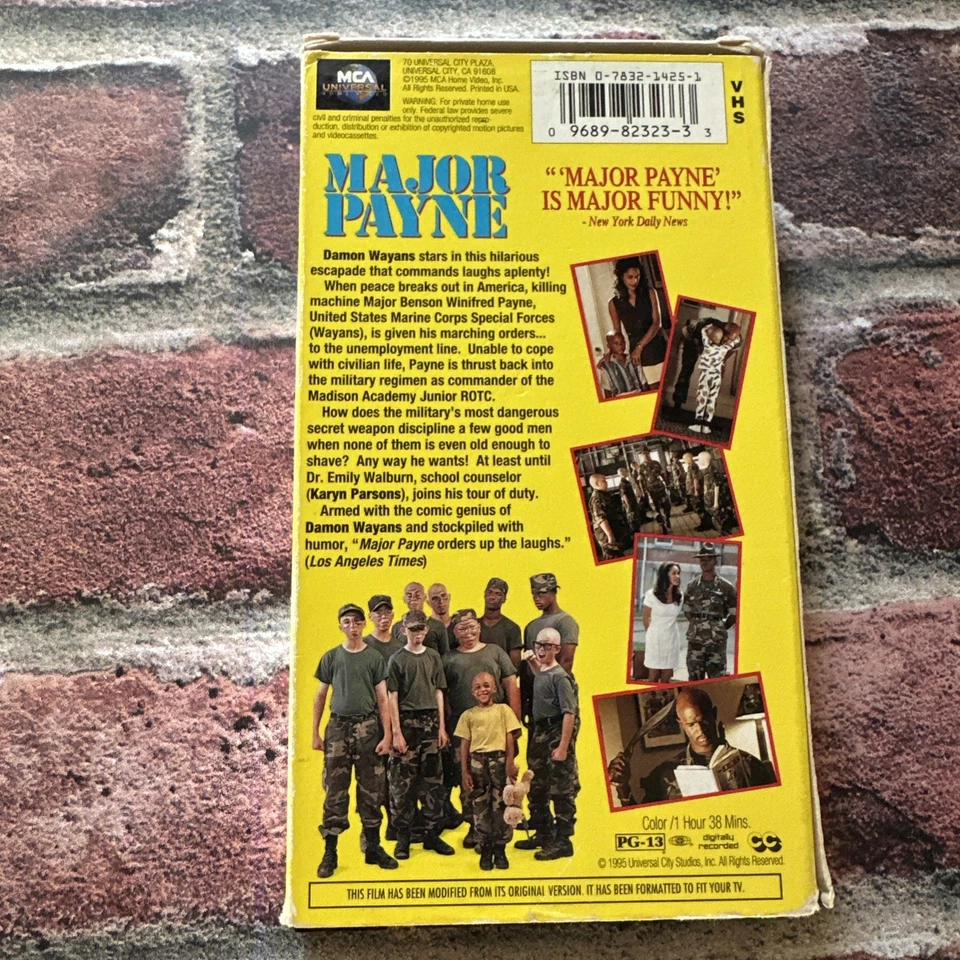 MCA
UNIVERSAL
HOME VIDEO
70 UNIVERSAL CITY PLAZA,
UNIVERSAL CITY, CA 91608
©1995 MCA Home Video, Inc.
All Rights Reserved. Printed in USA.
WARNING: For private home use
only. Federal law provides severe
civil and criminal penalties for the unauthorized repro-
duction, distribution or exhibition of copyrighted motion pictures
and videocassettes.
ISBN 0-7832-1425-1
0 9689-82323-3 3
VHS
MAJOR
PAYNE
“ ‘MAJOR PAYNE’
IS MAJOR FUNNY!”
- New York Daily News
Damon Wayans stars in this hilarious
escapade that commands laughs aplenty!
When peace breaks out in America, killing
machine Major Benson Winifred Payne,
United States Marine Corps Special Forces
(Wayans), is given his marching orders...
to the unemployment line. Unable to cope
with civilian life, Payne is thrust back into
the military regimen as commander of the
Madison Academy Junior ROTC.
How does the military's most dangerous
secret weapon discipline a few good men
when none of them is even old enough to
shave? Any way he wants! At least until
Dr. Emily Walburn, school counselor
(Karyn Parsons), joins his tour of duty.
Armed with the comic genius of
Damon Wayans and stockpiled with
humor, “Major Payne orders up the laughs.”
(Los Angeles Times)
Color /1 Hour 38 Mins.
PG-13 digitally recorded CC
© 1995 Universal City Studios, Inc. All Rights Reserved.
THIS FILM HAS BEEN MODIFIED FROM ITS ORIGINAL VERSION. IT HAS BEEN FORMATTED TO FIT YOUR TV.